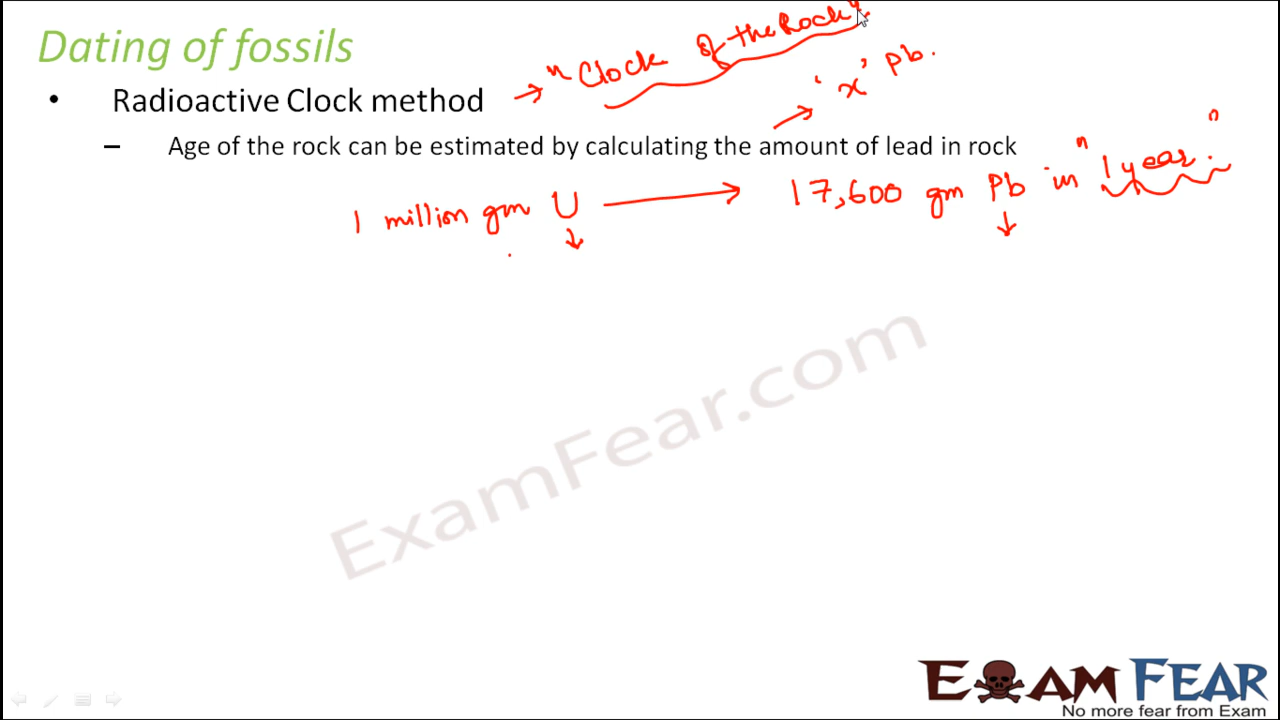 Dating of fossils
"Clock of the Rock"
• Radioactive Clock method
'x' Pb.
– Age of the rock can be estimated by calculating the amount of lead in rock
1 million gm U → 17,600 gm Pb in "1 year."
ExamFear.com
EXAM FEAR
No more fear from Exam